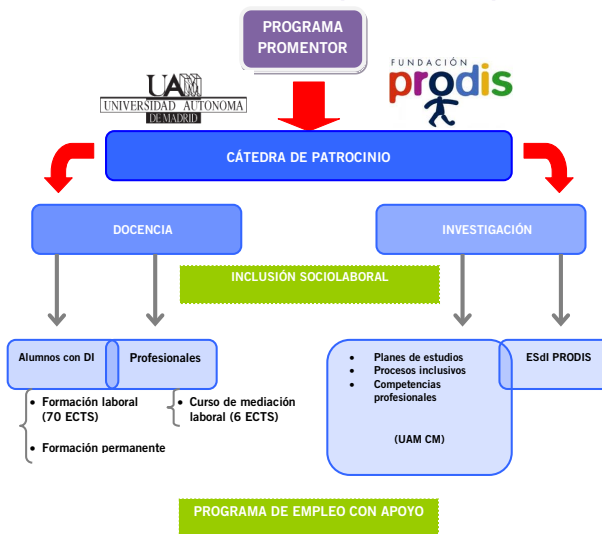 PROGRAMA
PROMENTOR
UAM
UNIVERSIDAD AUTONOMA
DE MADRID
FUNDACIÓN
prodis
CÁTEDRA DE PATROCINIO
DOCENCIA
INVESTIGACIÓN
INCLUSIÓN SOCIOLABORAL
Alumnos con DI
Profesionales
• Planes de estudios
• Procesos inclusivos
• Competencias
profesionales
(UAM CM)
ESdI PRODIS
• Formación laboral
(70 ECTS)
• Formación permanente
• Curso de mediación
laboral (6 ECTS)
PROGRAMA DE EMPLEO CON APOYO